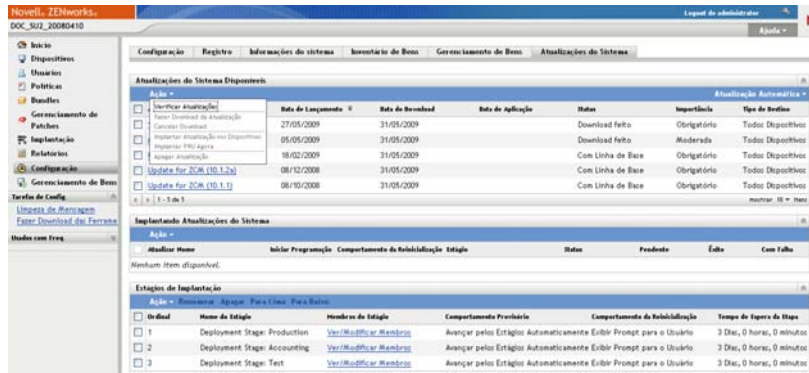 Novell. ZENworks.
Logout de administrador
DOC_SU2_20080410
Ajuda
Início
Dispositivos
Usuários
Políticas
Bundles
Gerenciamento de Patches
Implantação
Relatórios
Configuração
Gerenciamento de Bens
Tarefas de Config.
Limpeza de Mensagem
Fazer Download das Ferrame
Usados com Freq.
Configuração Registro Informações do sistema Inventário de Bens Gerenciamento de Bens Atualizações do Sistema
Atualizações do Sistema Disponíveis
Ação Atualização Automática
Verificar Atualizações
Fazer Download da Atualização
Cancelar Download
Implantar Atualização nos Dispositivos
Implantar PRU Agora
Apagar Atualização
Data de Lançamento Data do Download Data de Aplicação Status Importância Tipo de Destino
27/05/2009 31/05/2009 Download feito Obrigatório Todos Dispositivos
05/05/2009 31/05/2009 Download feito Moderada Todos Dispositivos
18/02/2009 31/05/2009 Com Linha de Base Obrigatório Todos Dispositivos
Update for ZCM (10.1.2a) 08/12/2008 31/05/2009 Com Linha de Base Obrigatório Todos Dispositivos
Update for ZCM (10.1.1) 08/10/2008 31/05/2009 Com Linha de Base Obrigatório Todos Dispositivos
1 - 5 de 5 mostrar 10 itens
Implantando Atualizações do Sistema
Ação
Atualizar Nome Iniciar Programação Comportamento da Reinicialização Estágio Status Pendente Êxito Com Falha
Nenhum item disponível.
Estágios de Implantação
Ação Renomear Apagar Para Cima Para Baixo
Ordinal Nome do Estágio Membros do Estágio Comportamento Provisório Comportamento da Reinicialização Tempo de Espera da Etapa
1 Deployment Stage: Production Ver/Modificar Membros Avançar pelos Estágios Automaticamente Exibir Prompt para o Usuário 3 Dias, 0 horas, 0 minutos
2 Deployment Stage: Accounting Ver/Modificar Membros Avançar pelos Estágios Automaticamente Exibir Prompt para o Usuário 3 Dias, 0 horas, 0 minutos
3 Deployment Stage: Test Ver/Modificar Membros Avançar pelos Estágios Automaticamente Exibir Prompt para o Usuário 3 Dias, 0 horas, 0 minutos